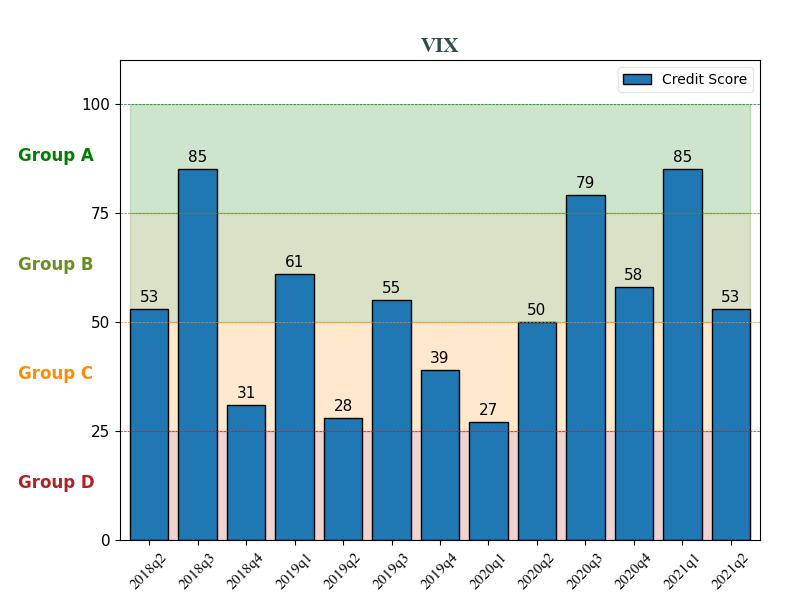 VIX
Credit Score
100
Group A
85
85
79
75
Group B
61
58
55
53
53
50
50
Group C
39
31
28
27
25
Group D
0
2018q2
2018q3
2018q4
2019q1
2019q2
2019q3
2019q4
2020q1
2020q2
2020q3
2020q4
2021q1
2021q2